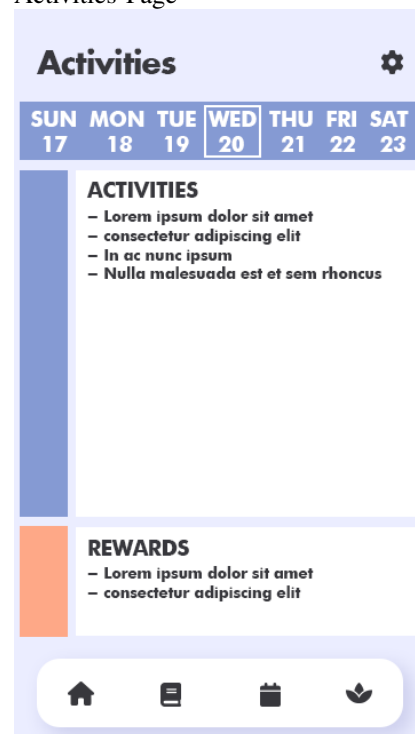 Activities Page
Activities
SUN MON TUE WED THU FRI SAT
17 18 19 20 21 22 23
ACTIVITIES
– Lorem ipsum dolor sit amet
– consectetur adipiscing elit
– In ac nunc ipsum
– Nulla malesuada est et sem rhoncus
REWARDS
– Lorem ipsum dolor sit amet
– consectetur adipiscing elit